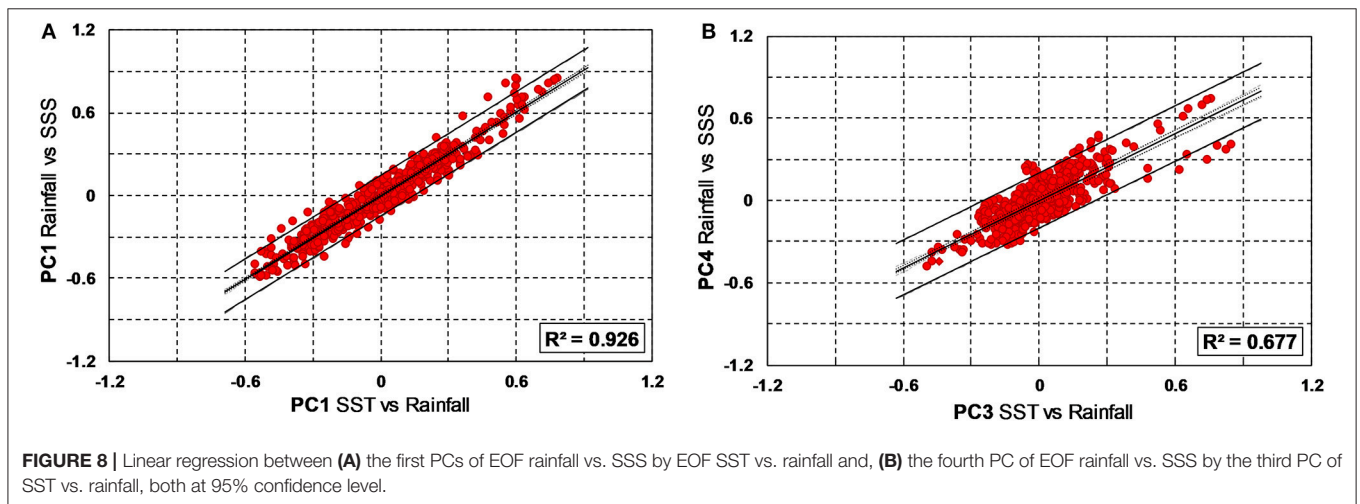 A
1.2
0.6
0
-0.6
-1.2
PC1 Rainfall vs SSS
R² = 0.926
-1.2 -0.6 0 0.6 1.2
PC1 SST vs Rainfall
B
1.2
0.6
0
-0.6
-1.2
PC4 Rainfall vs SSS
R² = 0.677
-1.2 -0.6 0 0.6 1.2
PC3 SST vs Rainfall
FIGURE 8 | Linear regression between (A) the first PCs of EOF rainfall vs. SSS by EOF SST vs. rainfall and, (B) the fourth PC of EOF rainfall vs. SSS by the third PC of
SST vs. rainfall, both at 95% confidence level.